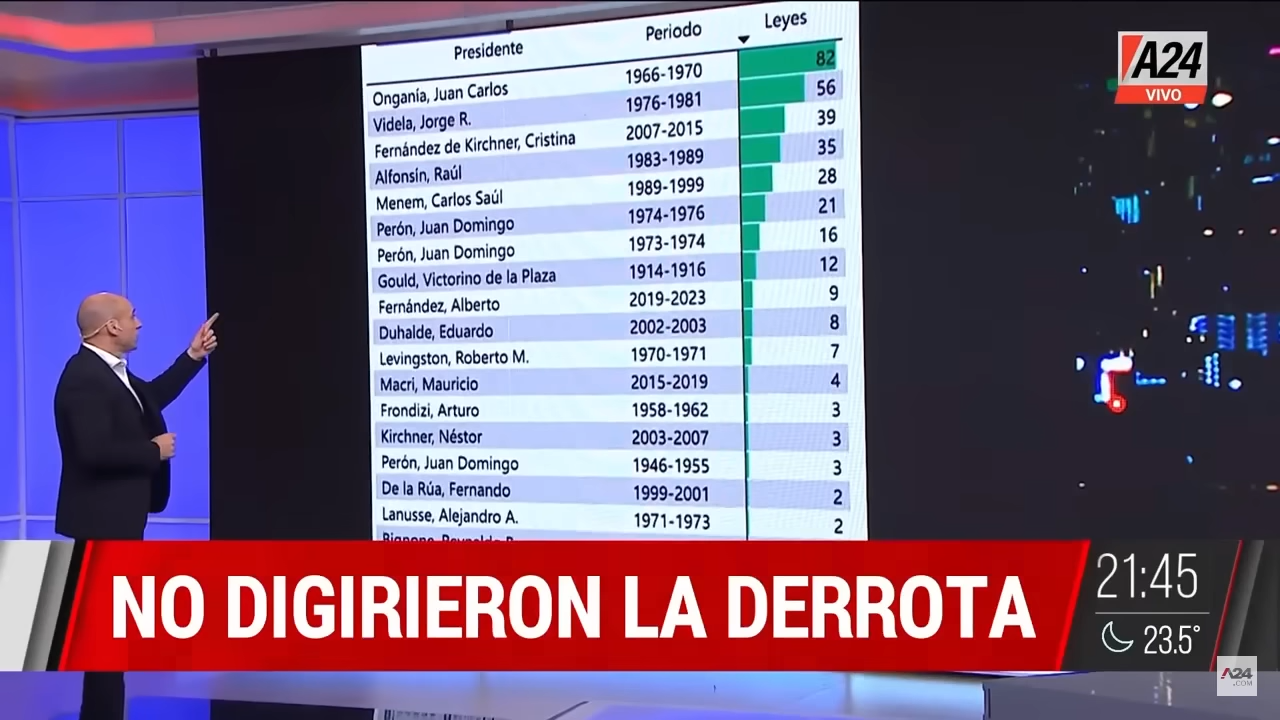 Presidente Periodo Leyes
Onganía, Juan Carlos 1966-1970 82
Videla, Jorge R. 1976-1981 56
Fernández de Kirchner, Cristina 2007-2015 39
Alfonsín, Raúl 1983-1989 35
Menem, Carlos Saúl 1989-1999 28
Perón, Juan Domingo 1974-1976 21
Perón, Juan Domingo 1973-1974 16
Gould, Victorino de la Plaza 1914-1916 12
Fernández, Alberto 2019-2023 9
Duhalde, Eduardo 2002-2003 8
Levingston, Roberto M. 1970-1971 7
Macri, Mauricio 2015-2019 4
Frondizi, Arturo 1958-1962 3
Kirchner, Néstor 2003-2007 3
Perón, Juan Domingo 1946-1955 3
De la Rúa, Fernando 1999-2001 2
Lanusse, Alejandro A. 1971-1973 2
A24
VIVO
NO DIGIRIERON LA DERROTA
21:45
23.5°
A24
.COM